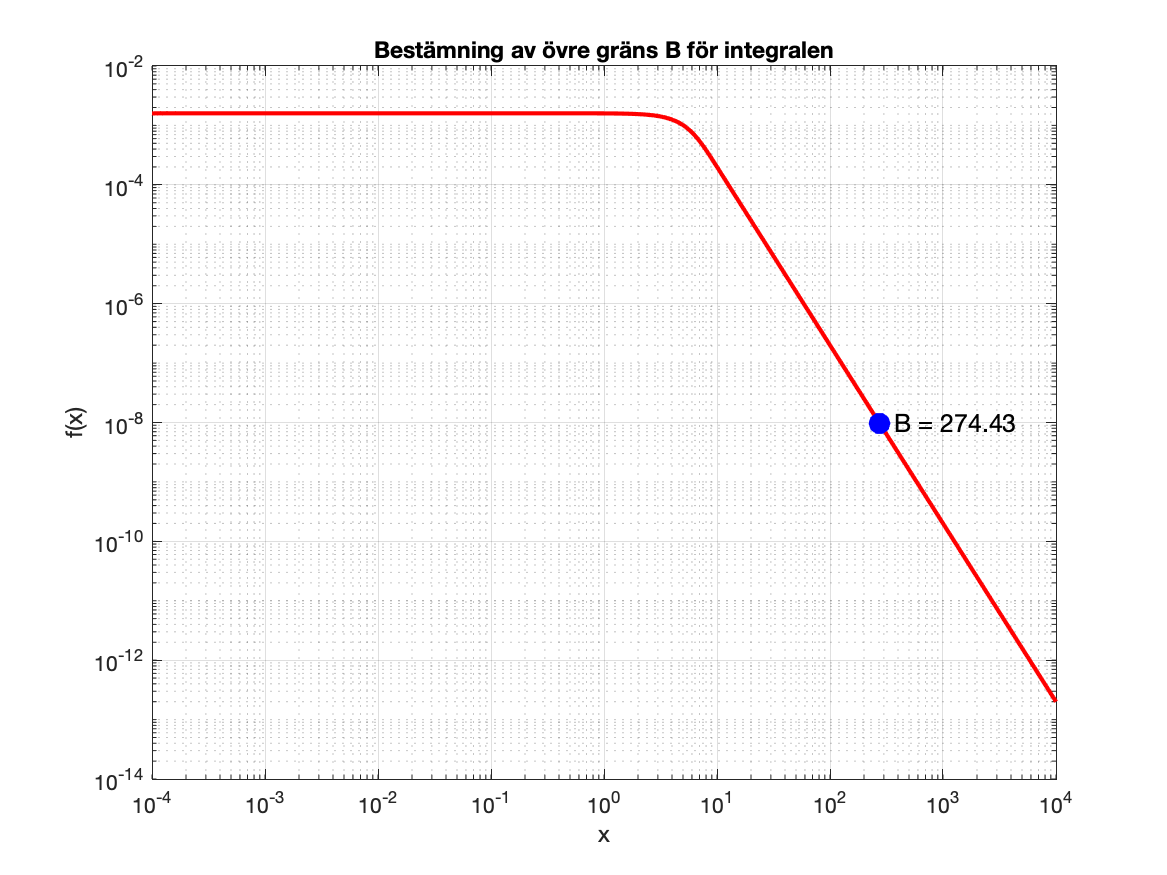 Bestämning av övre gräns B för integralen
10^-2
10^-4
10^-6
10^-8
10^-10
10^-12
10^-14
f(x)
B = 274.43
10^-4 10^-3 10^-2 10^-1 10^0 10^1 10^2 10^3 10^4
x